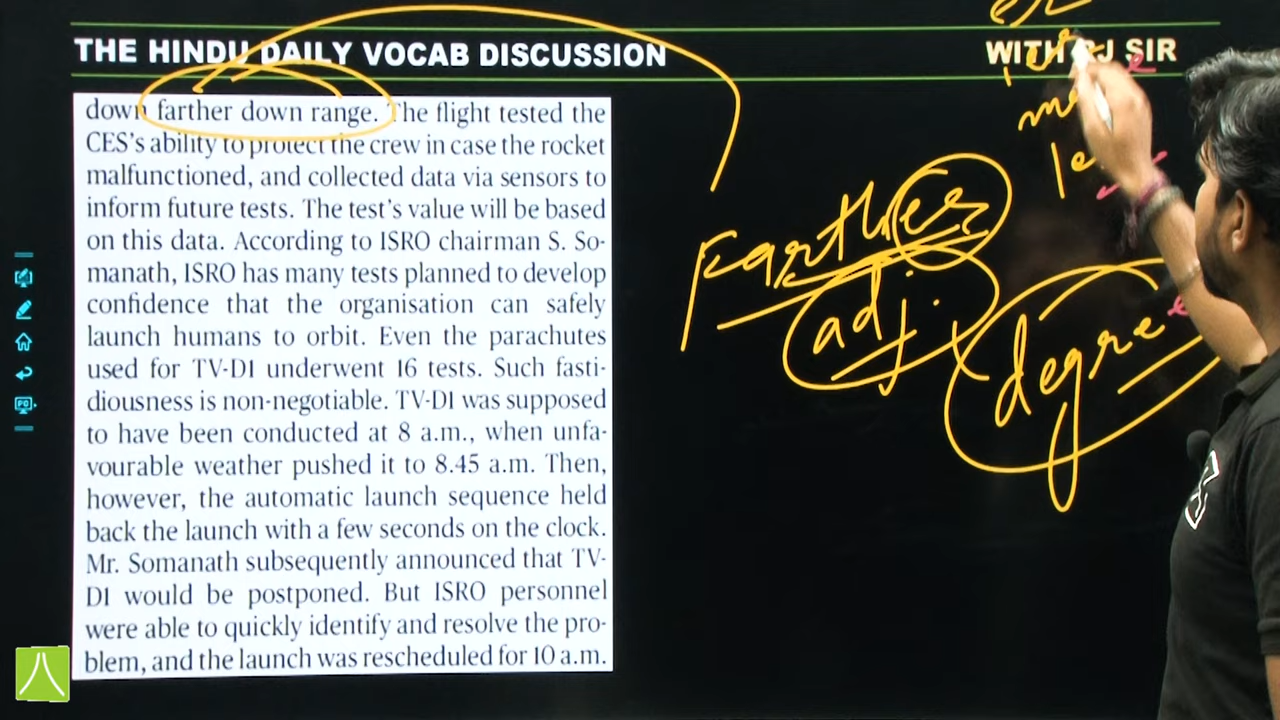 THE HINDU DAILY VOCAB DISCUSSION
WITH RJ SIR
down farther down range. The flight tested the
CES's ability to protect the crew in case the rocket
malfunctioned, and collected data via sensors to
inform future tests. The test's value will be based
on this data. According to ISRO chairman S. So-
manath, ISRO has many tests planned to develop
confidence that the organisation can safely
launch humans to orbit. Even the parachutes
used for TV-D1 underwent 16 tests. Such fasti-
diousness is non-negotiable. TV-D1 was supposed
to have been conducted at 8 a.m., when unfa-
vourable weather pushed it to 8.45 a.m. Then,
however, the automatic launch sequence held
back the launch with a few seconds on the clock.
Mr. Somanath subsequently announced that TV-
D1 would be postponed. But ISRO personnel
were able to quickly identify and resolve the pro-
blem, and the launch was rescheduled for 10 a.m.
Farther
adj.
degre
er